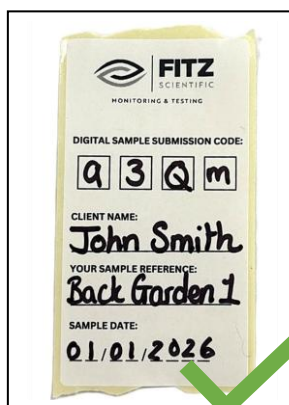 FITZ
SCIENTIFIC
MONITORING & TESTING
DIGITAL SAMPLE SUBMISSION CODE:
a 3 Q m
CLIENT NAME:
John Smith
YOUR SAMPLE REFERENCE:
Back Garden 1
SAMPLE DATE:
01/01/2026